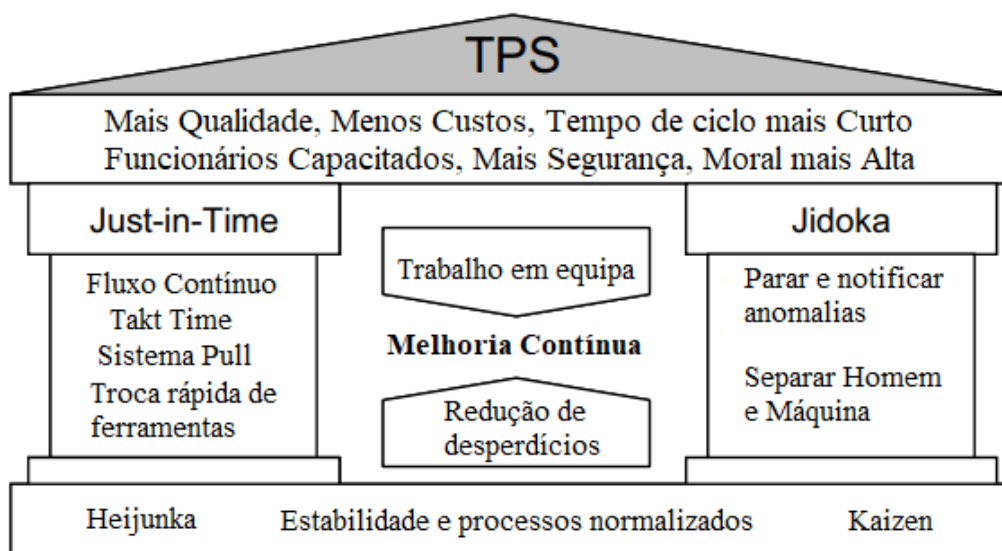 TPS
Mais Qualidade, Menos Custos, Tempo de ciclo mais Curto
Funcionários Capacitados, Mais Segurança, Moral mais Alta
Just-in-Time
Fluxo Contínuo
Takt Time
Sistema Pull
Troca rápida de
ferramentas
Trabalho em equipa
Melhoria Contínua
Redução de
desperdícios
Jidoka
Parar e notificar
anomalias
Separar Homem
e Máquina
Heijunka
Estabilidade e processos normalizados
Kaizen